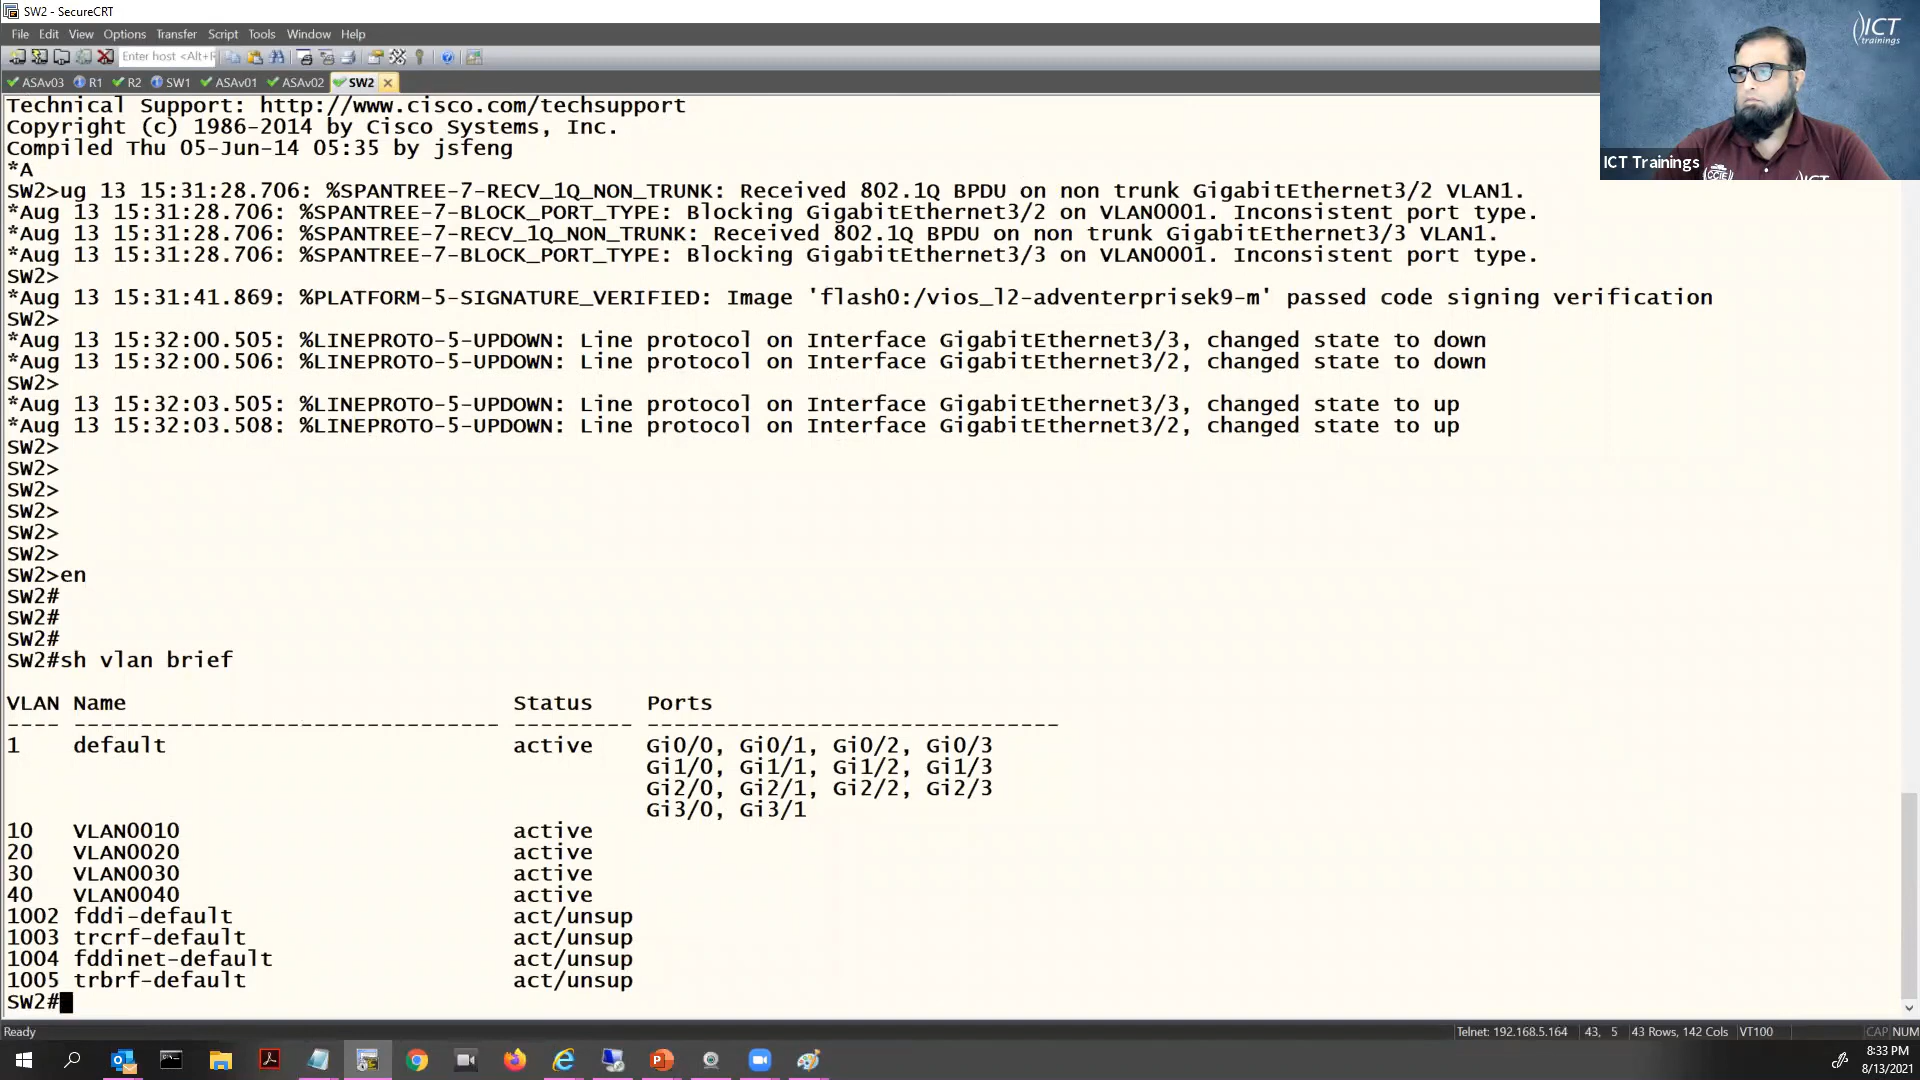 SW2 - SecureCRT
File Edit View Options Transfer Script Tools Window Help
Enter host <Alt+R
ASAv03 R1 R2 SW1 ASAv01 ASAv02 SW2
ICT trainings
ICT Trainings
Technical Support: http://www.cisco.com/techsupport
Copyright (c) 1986-2014 by Cisco Systems, Inc.
Compiled Thu 05-Jun-14 05:35 by jsfeng
*A
SW2>ug 13 15:31:28.706: %SPANTREE-7-RECV_1Q_NON_TRUNK: Received 802.1Q BPDU on non trunk GigabitEthernet3/2 VLAN1.
*Aug 13 15:31:28.706: %SPANTREE-7-BLOCK_PORT_TYPE: Blocking GigabitEthernet3/2 on VLAN0001. Inconsistent port type.
*Aug 13 15:31:28.706: %SPANTREE-7-RECV_1Q_NON_TRUNK: Received 802.1Q BPDU on non trunk GigabitEthernet3/3 VLAN1.
*Aug 13 15:31:28.706: %SPANTREE-7-BLOCK_PORT_TYPE: Blocking GigabitEthernet3/3 on VLAN0001. Inconsistent port type.
SW2>
*Aug 13 15:31:41.869: %PLATFORM-5-SIGNATURE_VERIFIED: Image 'flash0:/vios_l2-adventerprisek9-m' passed code signing verification
SW2>
*Aug 13 15:32:00.505: %LINEPROTO-5-UPDOWN: Line protocol on Interface GigabitEthernet3/3, changed state to down
*Aug 13 15:32:00.506: %LINEPROTO-5-UPDOWN: Line protocol on Interface GigabitEthernet3/2, changed state to down
SW2>
*Aug 13 15:32:03.505: %LINEPROTO-5-UPDOWN: Line protocol on Interface GigabitEthernet3/3, changed state to up
*Aug 13 15:32:03.508: %LINEPROTO-5-UPDOWN: Line protocol on Interface GigabitEthernet3/2, changed state to up
SW2>
SW2>
SW2>
SW2>
SW2>
SW2>
SW2>en
SW2#
SW2#
SW2#
SW2#sh vlan brief
VLAN Name Status Ports
---- -------------------------------- --------- -------------------------------
1 default active Gi0/0, Gi0/1, Gi0/2, Gi0/3
Gi1/0, Gi1/1, Gi1/2, Gi1/3
Gi2/0, Gi2/1, Gi2/2, Gi2/3
Gi3/0, Gi3/1
10 VLAN0010 active
20 VLAN0020 active
30 VLAN0030 active
40 VLAN0040 active
1002 fddi-default act/unsup
1003 trcrf-default act/unsup
1004 fddinet-default act/unsup
1005 trbrf-default act/unsup
SW2#
Ready Telnet: 192.168.5.164 43, 5 43 Rows, 142 Cols VT100 CAP NUM
8:33 PM
8/13/2021